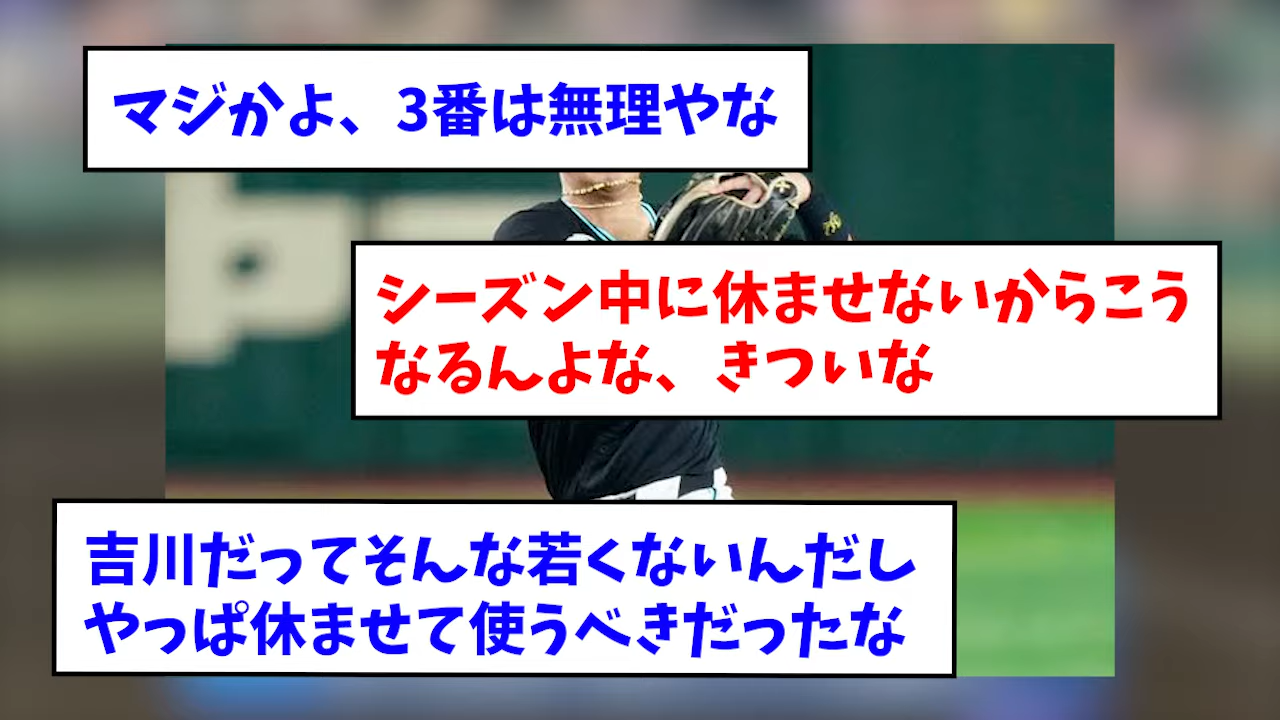 マジかよ、3番は無理やな
シーズン中に休ませないからこう
なるんよな、きついな
吉川だってそんな若くないんだし
やっぱ休ませて使うべきだったな